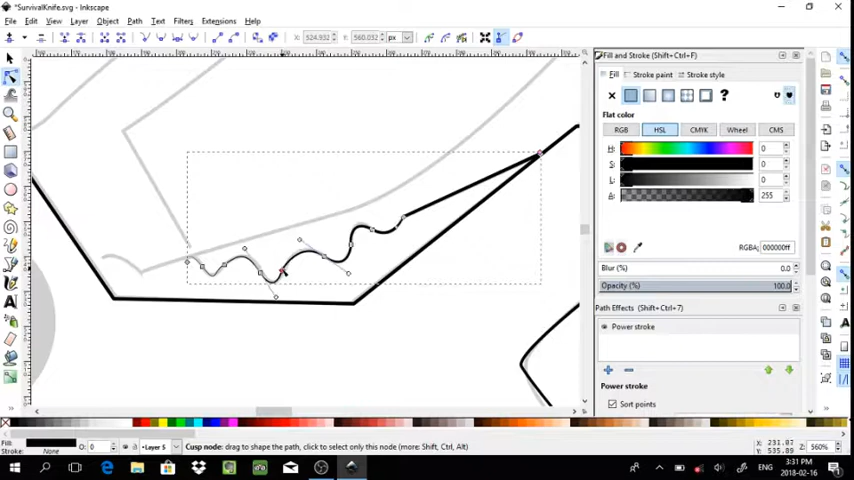 *SurvivalKnife.svg - Inkscape
File Edit View Layer Object Path Text Filters Extensions Help
X: 524.932 Y: 560.032 px
Fill and Stroke (Shift+Ctrl+F)
Fill Stroke paint Stroke style
Flat color
RGB HSL CMYK Wheel CMS
H: 0
S: 0
L: 0
A: 255
RGBA: 000000ff
Blur (%) 0.0
Opacity (%) 100.0
Path Effects (Shift+Ctrl+7)
Power stroke
Power stroke
Sort points
Fill:
Stroke: None
O: 0
Layer 5
Cusp node: drag to shape the path, click to select only this node (more: Shift, Ctrl, Alt)
X: 231.07
Y: 535.89
Z: 560%
ENG
3:31 PM
2018-02-16